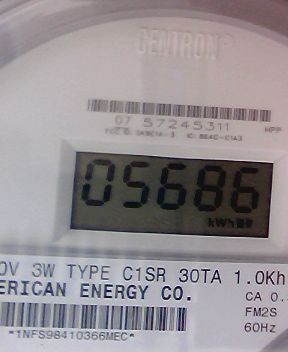 CENTRON®
07 57245311 HPP
05686
kWh
0V 3W TYPE C1SR 30TA 1.0Kh
ERICAN ENERGY CO.
CA 0.
FM2S
60Hz
*1NFS98410366MEC*